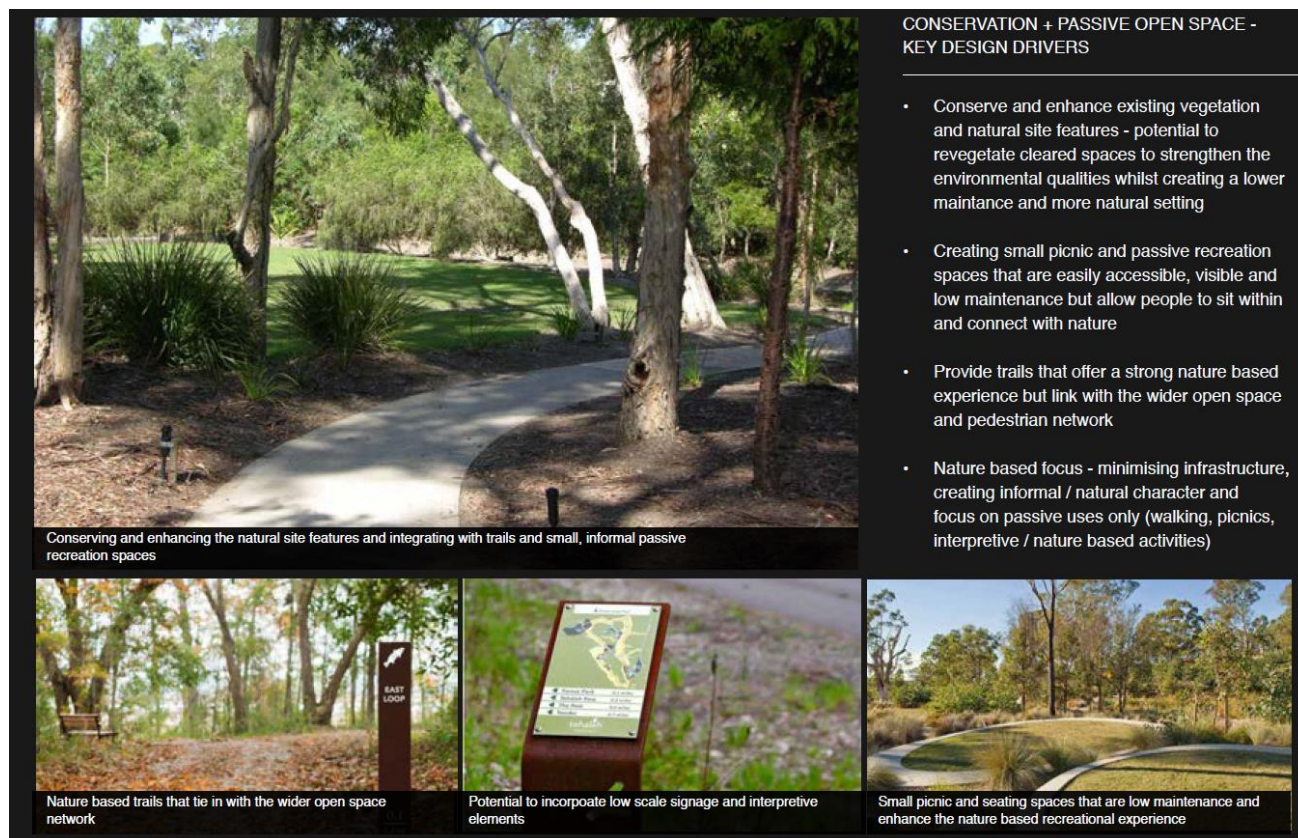 CONSERVATION + PASSIVE OPEN SPACE -
KEY DESIGN DRIVERS
• Conserve and enhance existing vegetation
and natural site features - potential to
revegetate cleared spaces to strengthen the
environmental qualities whilst creating a lower
maintance and more natural setting
• Creating small picnic and passive recreation
spaces that are easily accessible, visible and
low maintenance but allow people to sit within
and connect with nature
• Provide trails that offer a strong nature based
experience but link with the wider open space
and pedestrian network
• Nature based focus - minimising infrastructure,
creating informal / natural character and
focus on passive uses only (walking, picnics,
interpretive / nature based activities)
Conserving and enhancing the natural site features and integrating with trails and small, informal passive
recreation spaces
EAST
LOOP
Nature based trails that tie in with the wider open space
network
Potential to incorpoate low scale signage and interpretive
elements
Small picnic and seating spaces that are low maintenance and
enhance the nature based recreational experience